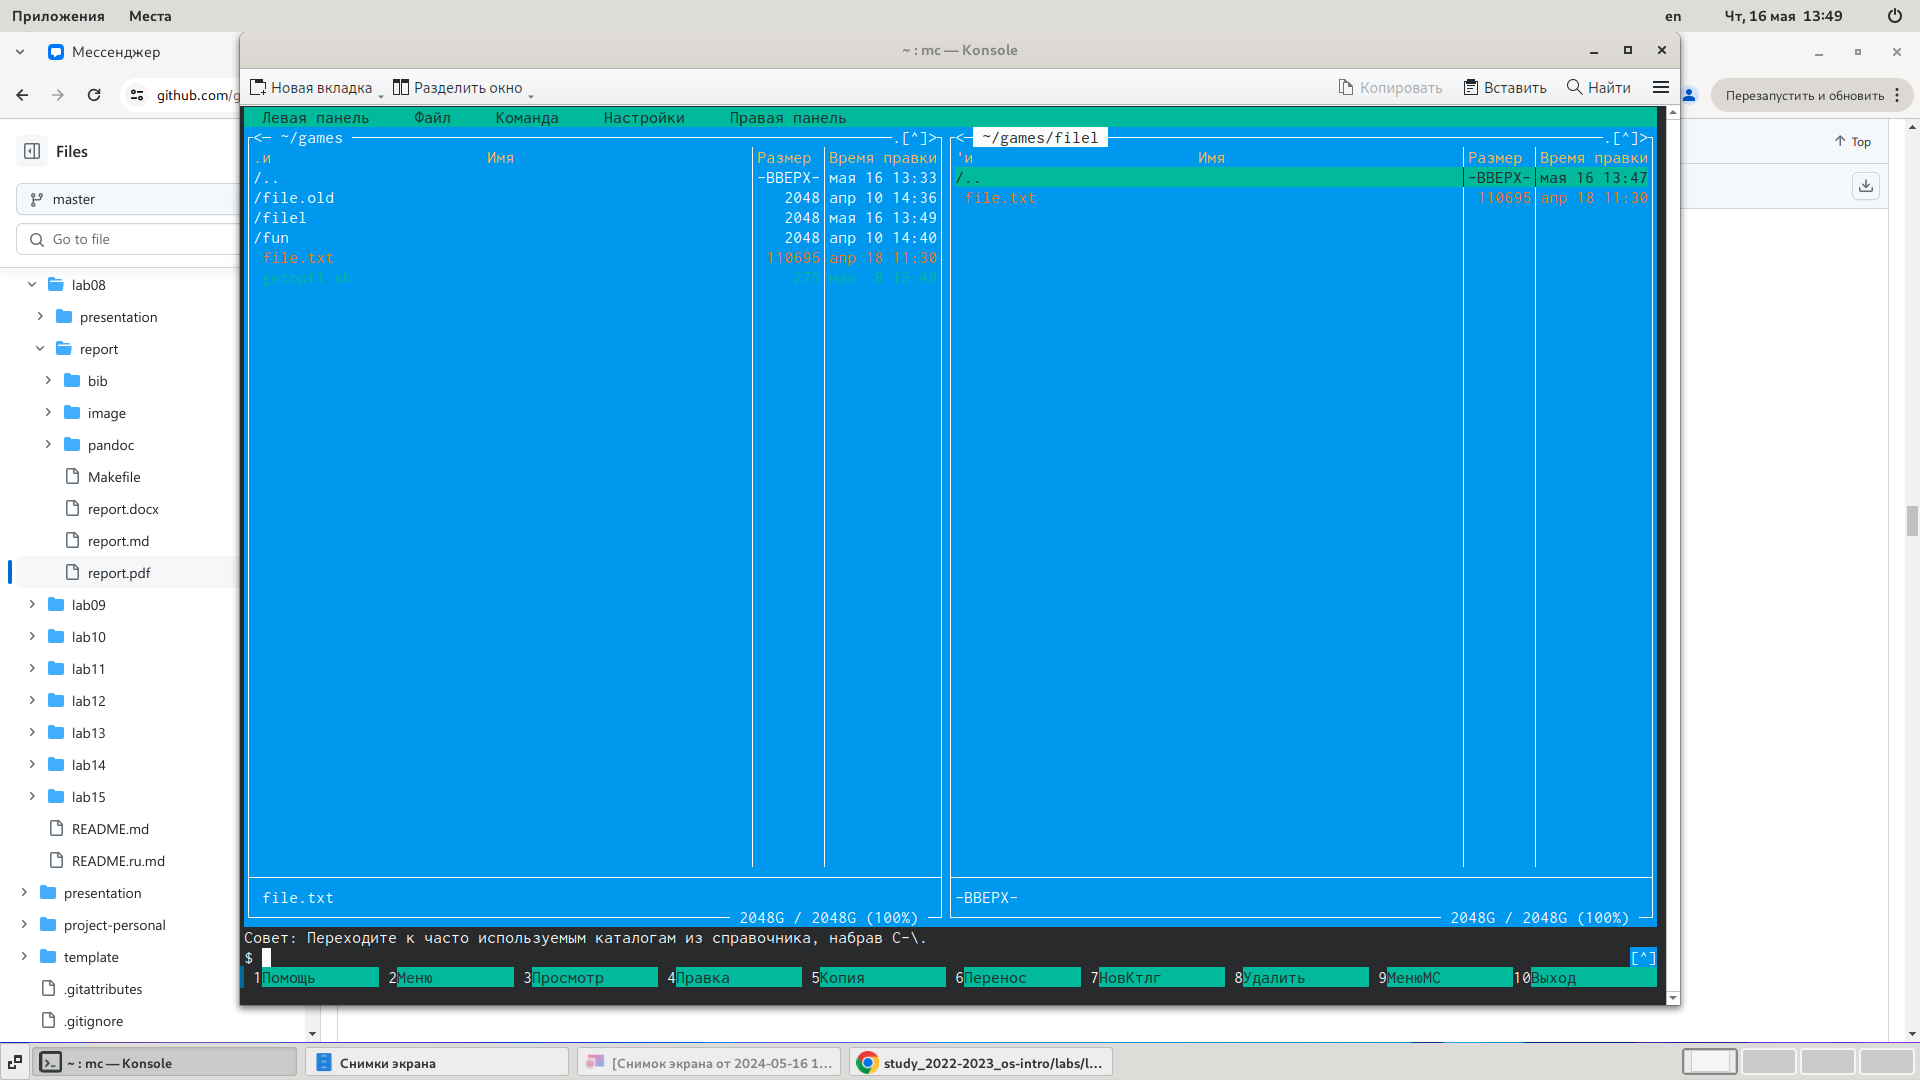 Приложения Места en Чт, 16 мая 13:49
Мессенджер
github.com/g
Перезапустить и обновить
Files
master
Go to file
lab08
presentation
report
bib
image
pandoc
Makefile
report.docx
report.md
report.pdf
lab09
lab10
lab11
lab12
lab13
lab14
lab15
README.md
README.ru.md
presentation
project-personal
template
.gitattributes
.gitignore
Top
~ : mc — Konsole
Новая вкладка Разделить окно Копировать Вставить Найти
Левая панель Файл Команда Настройки Правая панель
<─ ~/games .[^]>
.и Имя Размер Время правки
/.. -ВВЕРХ- мая 16 13:33
/file.old 2048 апр 10 14:36
/filel 2048 мая 16 13:49
/fun 2048 апр 10 14:40
file.txt 110695 апр 18 11:30
getopt1.sh 275 мая 8 15:49
file.txt
2048G / 2048G (100%)
<─ ~/games/filel .[^]>
'и Имя Размер Время правки
/.. -ВВЕРХ- мая 16 13:47
file.txt 110695 апр 18 11:30
-ВВЕРХ-
2048G / 2048G (100%)
Совет: Переходите к часто используемым каталогам из справочника, набрав C-\.
$ [^]
1Помощь 2Меню 3Просмотр 4Правка 5Копия 6Перенос 7НовКтлг 8Удалить 9МенюMC 10Выход
~ : mc — Konsole Снимки экрана [Снимок экрана от 2024-05-16 1... study_2022-2023_os-intro/labs/l...